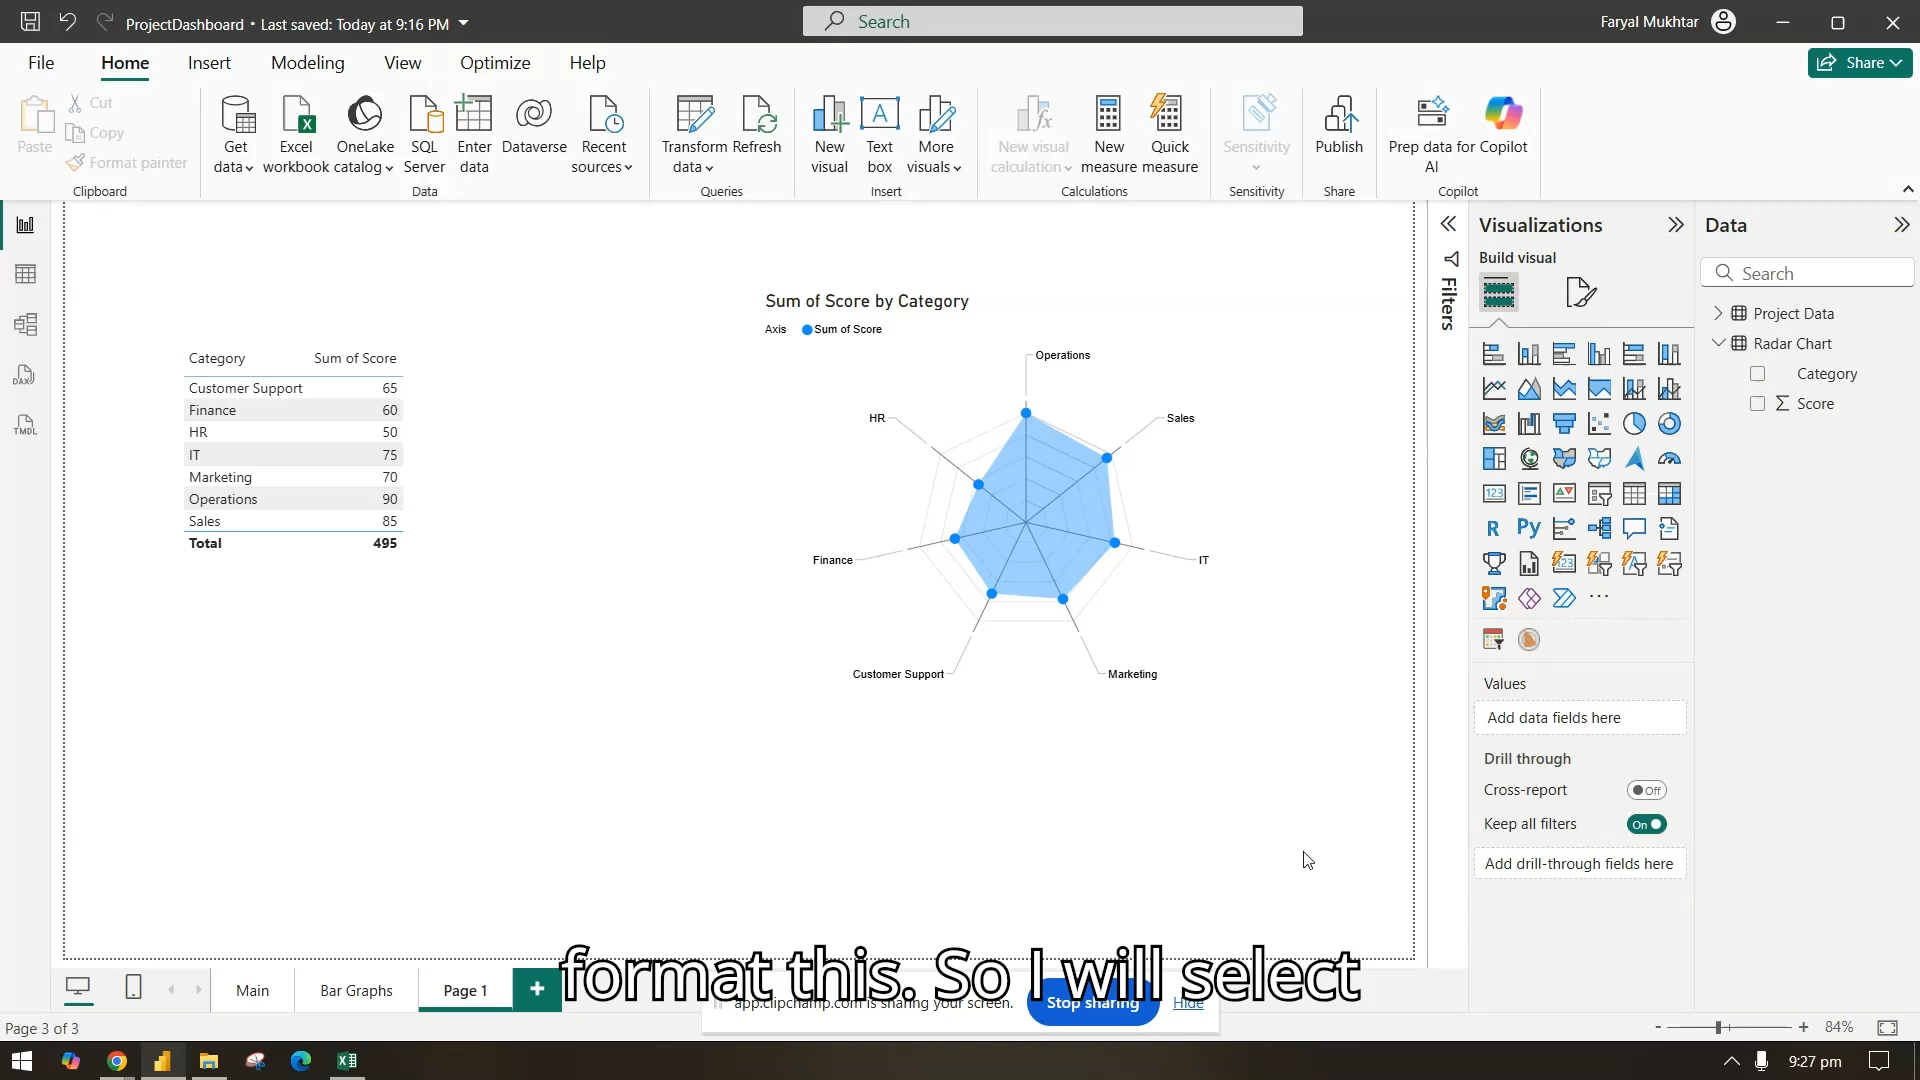 ProjectDashboard • Last saved: Today at 9:16 PM
Search
Faryal Mukhtar
File
Home
Insert
Modeling
View
Optimize
Help
Share
Paste
Cut
Copy
Format painter
Clipboard
Get data
Excel workbook
OneLake catalog
SQL Server
Enter data
Dataverse
Recent sources
Data
Transform data
Refresh
Queries
New visual
Text box
More visuals
Insert
New visual calculation
New measure
Quick measure
Calculations
Sensitivity
Sensitivity
Publish
Share
Prep data for AI
Copilot
Copilot
DAX
TMDL
Category Sum of Score
Customer Support 65
Finance 60
HR 50
IT 75
Marketing 70
Operations 90
Sales 85
Total 495
Sum of Score by Category
Axis Sum of Score
Operations
HR
Sales
Finance
IT
Customer Support
Marketing
Filters
Visualizations
Build visual
123
R
Py
123
Values
Add data fields here
Drill through
Cross-report
Off
Keep all filters
On
Add drill-through fields here
Data
Search
Project Data
Radar Chart
Category
Σ Score
format this. So I will select
app.clipchamp.com is sharing your screen.
Stop sharing
Hide
Main
Bar Graphs
Page 1
+
Page 3 of 3
- + 84%
9:27 pm